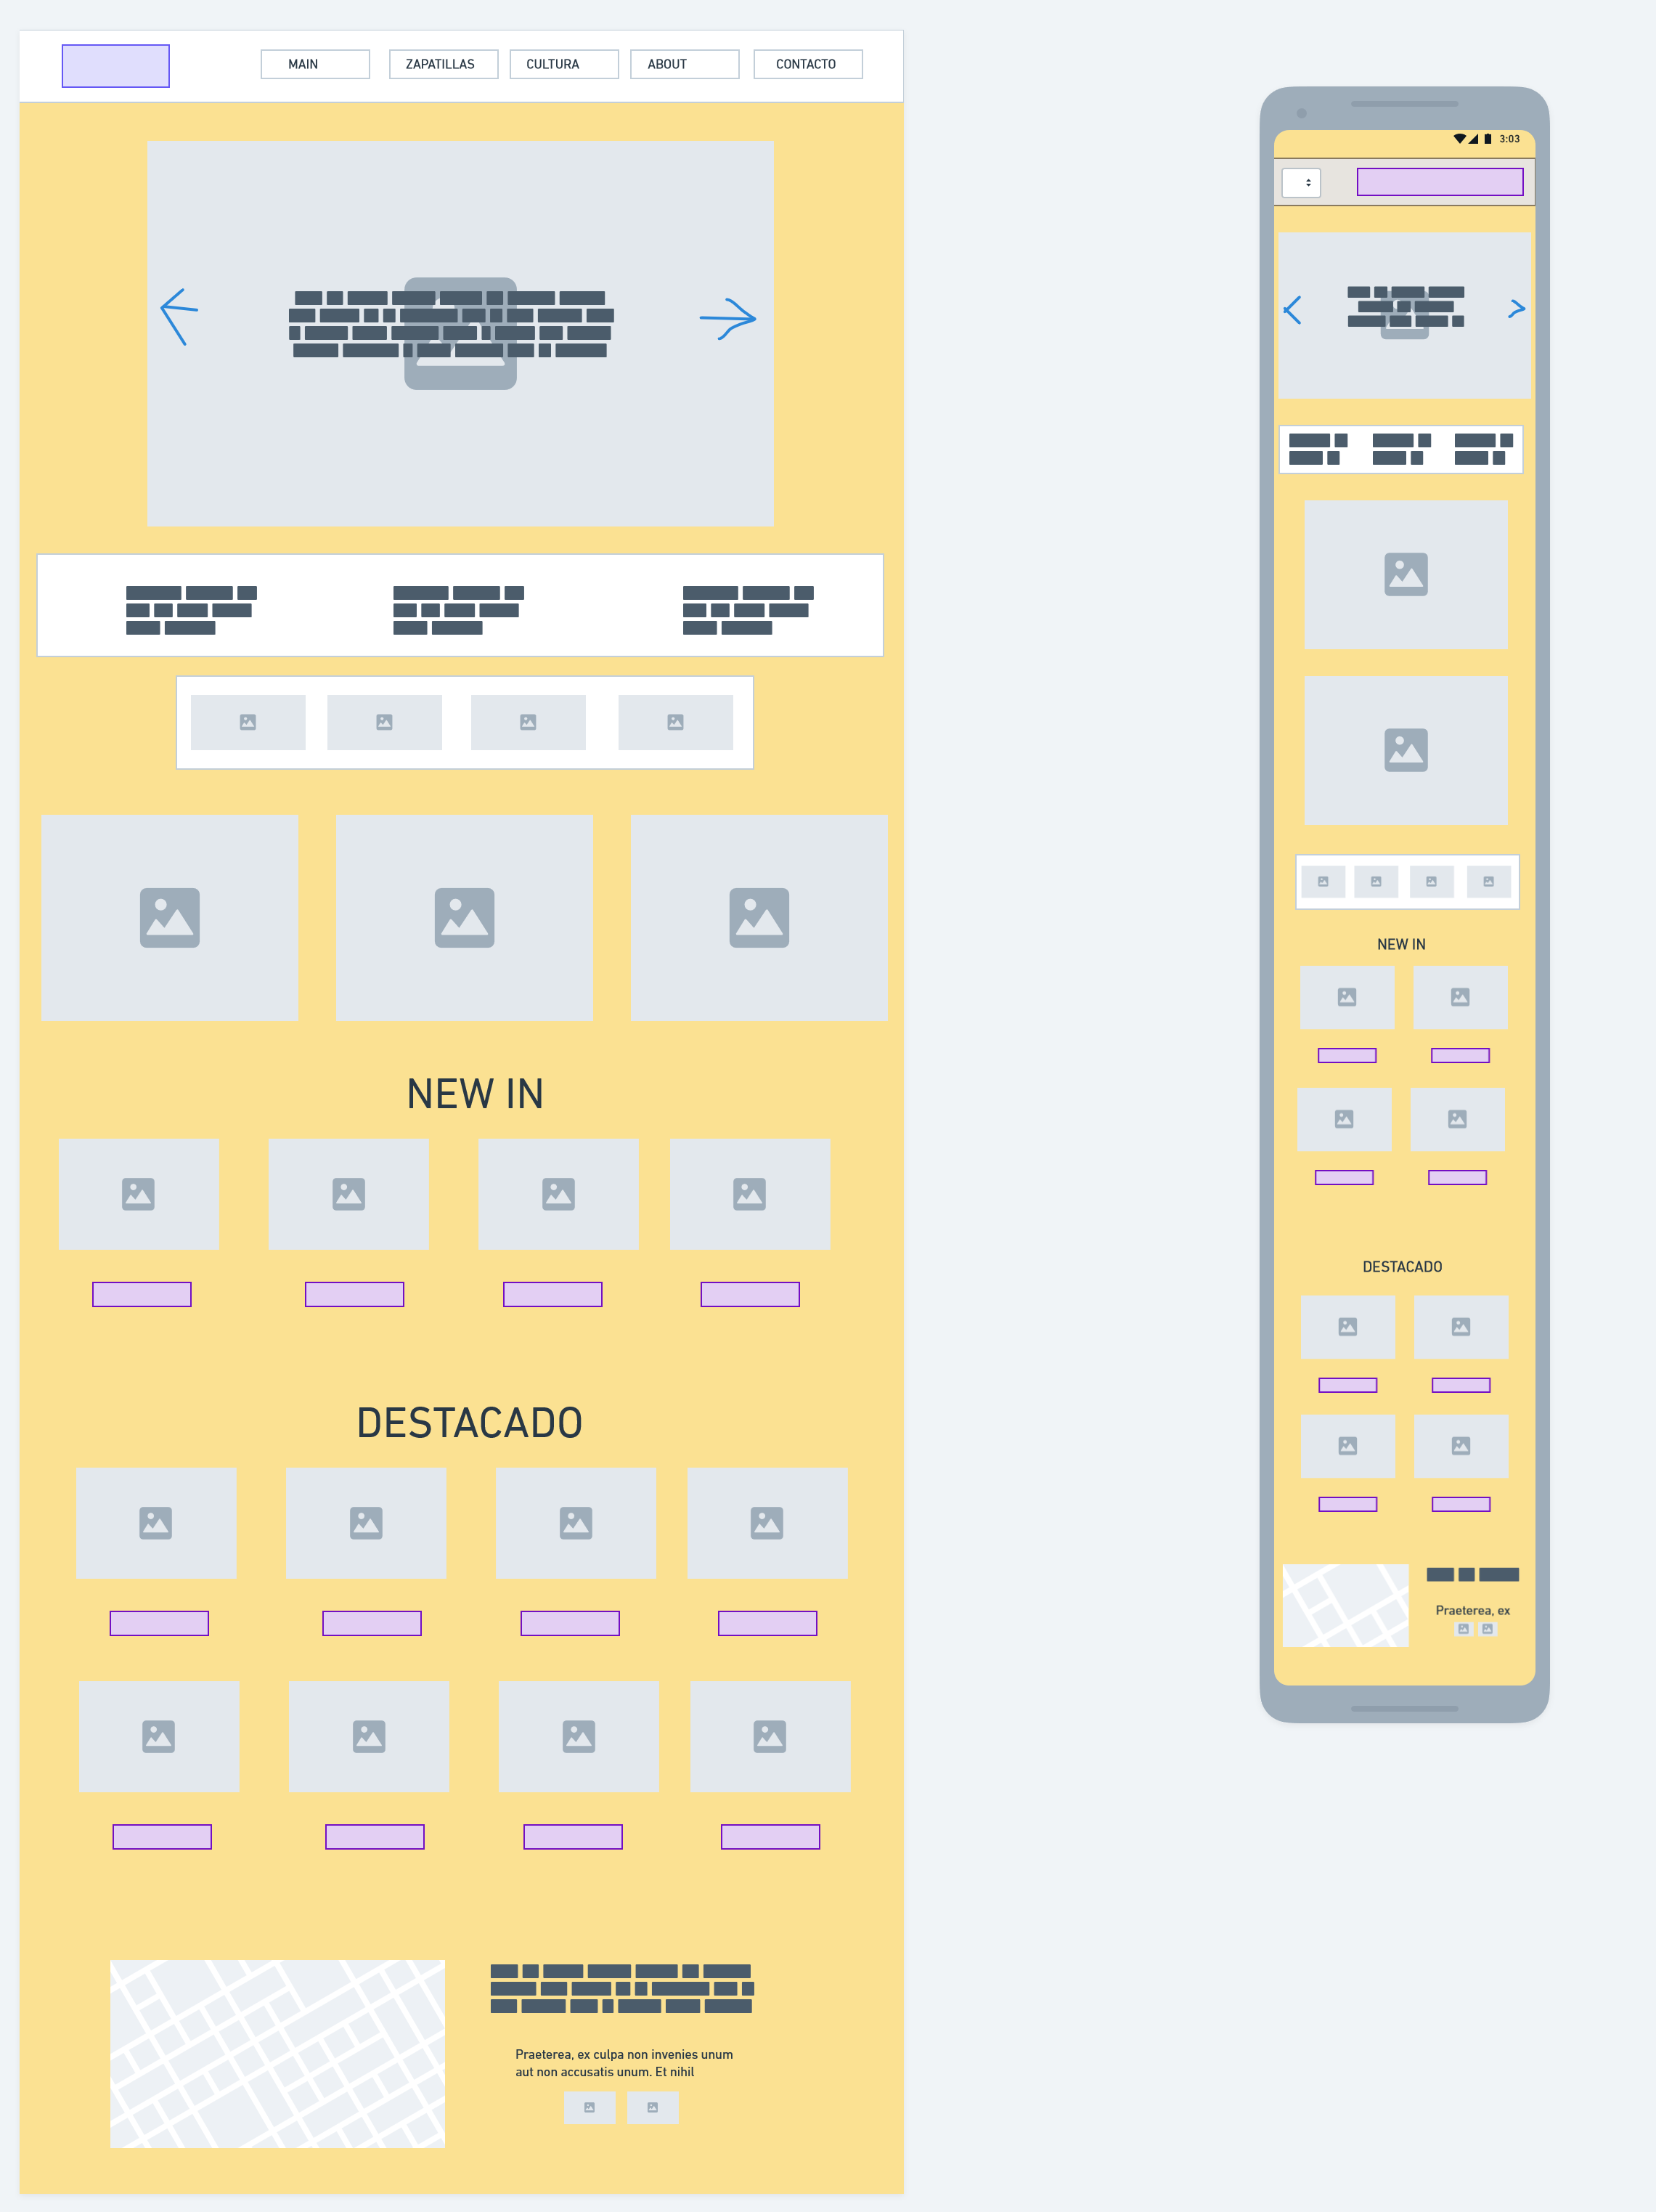 MAIN
ZAPATILLAS
CULTURA
ABOUT
CONTACTO
NEW IN
DESTACADO
Praeterea, ex culpa non invenies unum
aut non accusatis unum. Et nihil
3:03
NEW IN
DESTACADO
Praeterea, ex